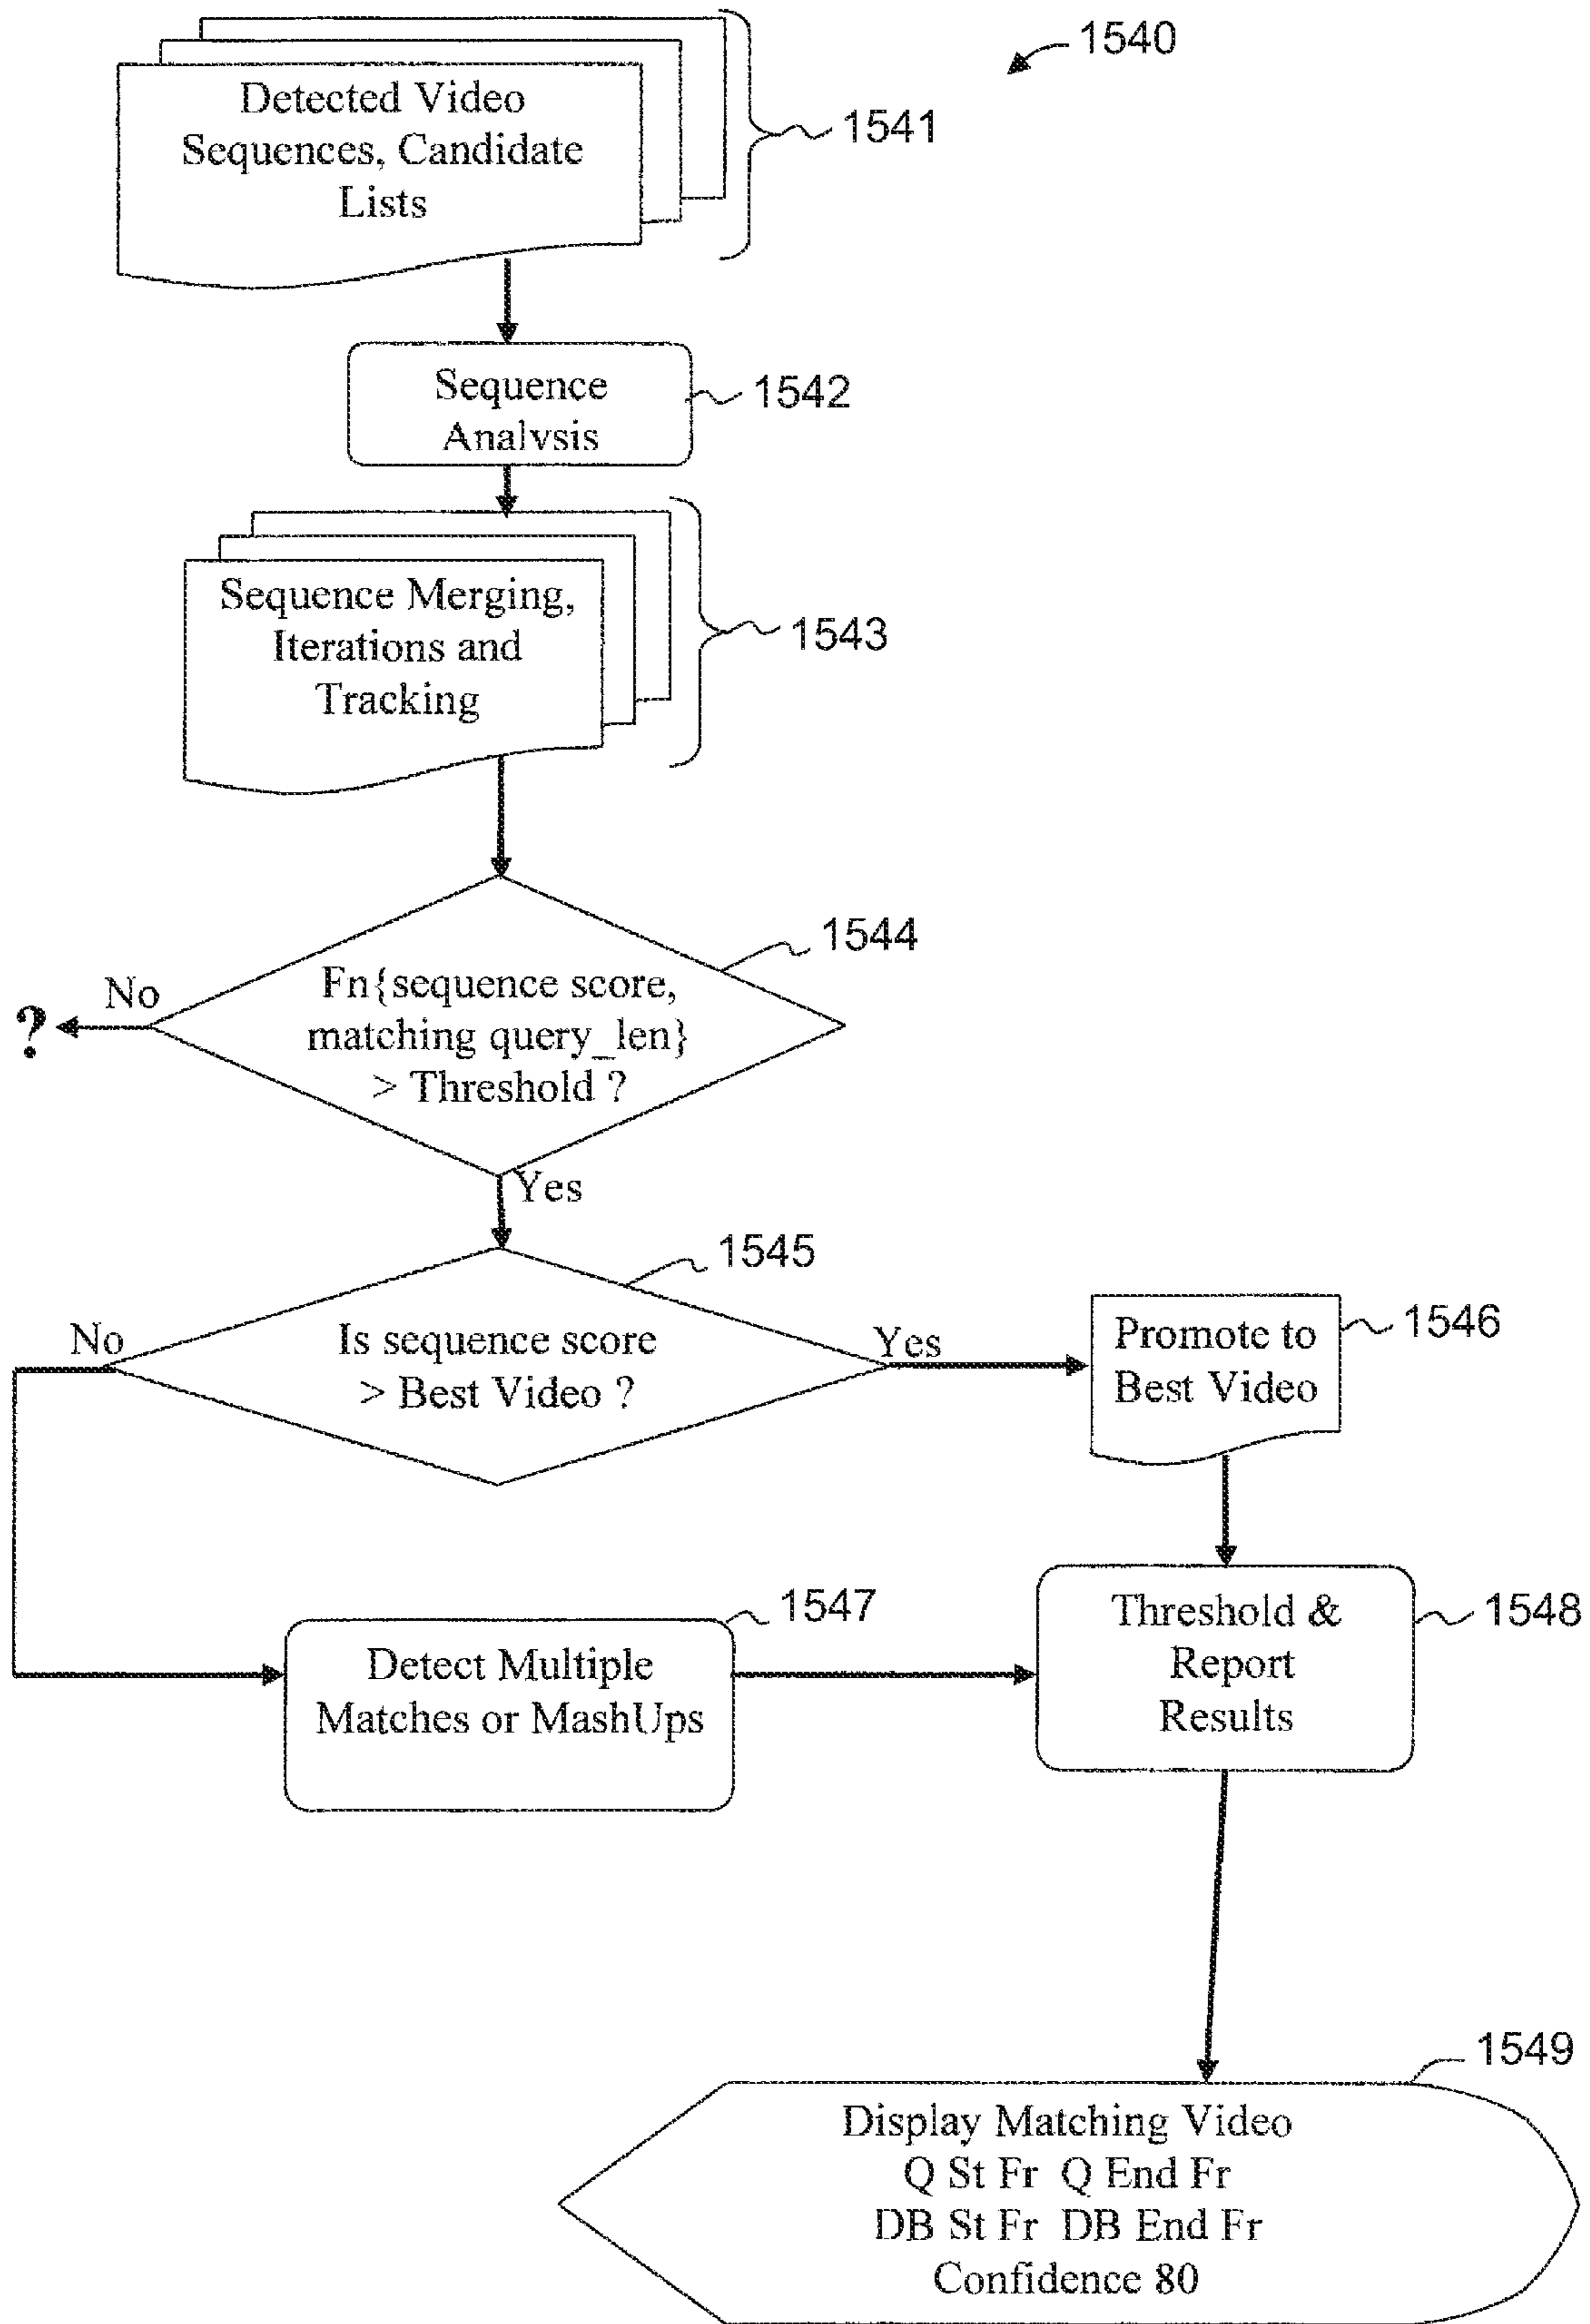 1540
Detected Video
Sequences, Candidate
Lists
1541
Sequence
Analysis
1542
Sequence Merging,
Iterations and
Tracking
1543
1544
Fn{sequence score,
matching query_len}
> Threshold ?
No
?
Yes
1545
Is sequence score
> Best Video ?
No
Yes
Promote to
Best Video
1546
1547
Detect Multiple
Matches or MashUps
Threshold &
Report
Results
1548
1549
Display Matching Video
Q St Fr Q End Fr
DB St Fr DB End Fr
Confidence 80